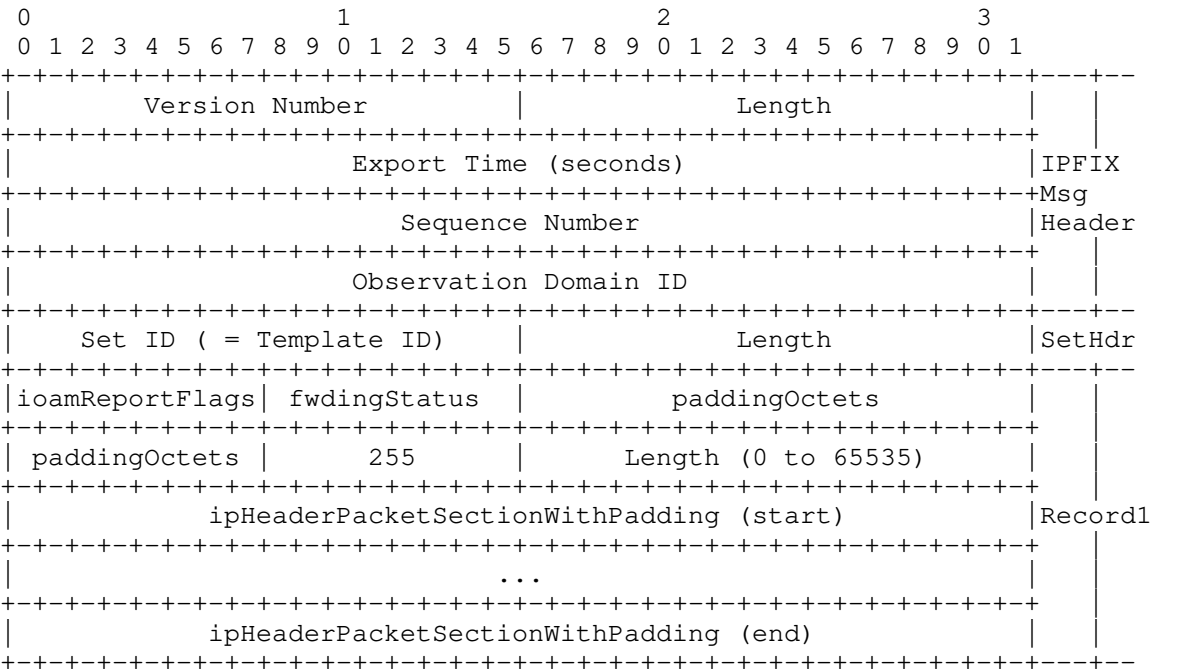 0                   1                   2                   3
 0 1 2 3 4 5 6 7 8 9 0 1 2 3 4 5 6 7 8 9 0 1 2 3 4 5 6 7 8 9 0 1
+-+-+-+-+-+-+-+-+-+-+-+-+-+-+-+-+-+-+-+-+-+-+-+-+-+-+-+-+-+-+-+-+---+--
|        Version Number         |             Length            |   |
+-+-+-+-+-+-+-+-+-+-+-+-+-+-+-+-+-+-+-+-+-+-+-+-+-+-+-+-+-+-+-+-+   |
|                     Export Time (seconds)                     |IPFIX
+-+-+-+-+-+-+-+-+-+-+-+-+-+-+-+-+-+-+-+-+-+-+-+-+-+-+-+-+-+-+-+-+Msg
|                        Sequence Number                        |Header
+-+-+-+-+-+-+-+-+-+-+-+-+-+-+-+-+-+-+-+-+-+-+-+-+-+-+-+-+-+-+-+-+   |
|                     Observation Domain ID                     |   |
+-+-+-+-+-+-+-+-+-+-+-+-+-+-+-+-+-+-+-+-+-+-+-+-+-+-+-+-+-+-+-+-+---+--
|    Set ID ( = Template ID)    |             Length            |SetHdr
+-+-+-+-+-+-+-+-+-+-+-+-+-+-+-+-+-+-+-+-+-+-+-+-+-+-+-+-+-+-+-+-+---+--
|ioamReportFlags| fwdingStatus  |         paddingOctets         |   |
+-+-+-+-+-+-+-+-+-+-+-+-+-+-+-+-+-+-+-+-+-+-+-+-+-+-+-+-+-+-+-+-+   |
| paddingOctets |      255      |      Length (0 to 65535)      |   |
+-+-+-+-+-+-+-+-+-+-+-+-+-+-+-+-+-+-+-+-+-+-+-+-+-+-+-+-+-+-+-+-+   |
|            ipHeaderPacketSectionWithPadding (start)           |Record1
+-+-+-+-+-+-+-+-+-+-+-+-+-+-+-+-+-+-+-+-+-+-+-+-+-+-+-+-+-+-+-+-+   |
|                              ...                              |   |
+-+-+-+-+-+-+-+-+-+-+-+-+-+-+-+-+-+-+-+-+-+-+-+-+-+-+-+-+-+-+-+-+   |
|            ipHeaderPacketSectionWithPadding (end)             |   |
+-+-+-+-+-+-+-+-+-+-+-+-+-+-+-+-+-+-+-+-+-+-+-+-+-+-+-+-+-+-+-+-+---+--